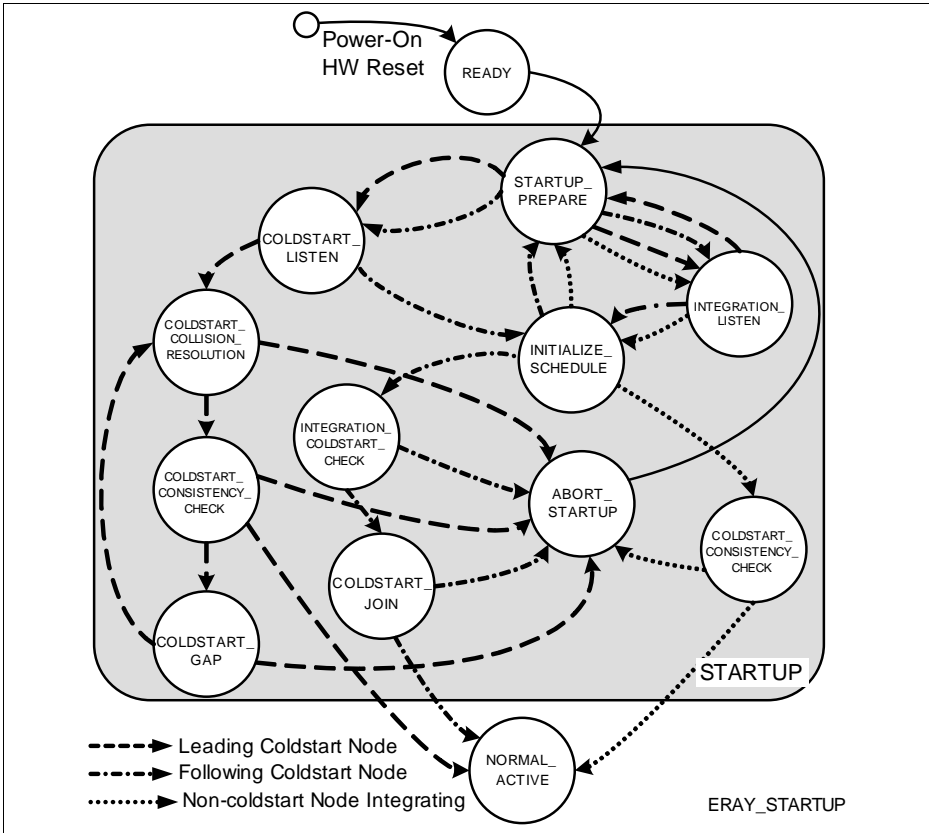 Power-On
HW Reset
READY
STARTUP_
PREPARE
COLDSTART_
LISTEN
INTEGRATION_
LISTEN
COLDSTART_
COLLISION_
RESOLUTION
INITIALIZE_
SCHEDULE
INTEGRATION_
COLDSTART_
CHECK
COLDSTART_
CONSISTENCY_
CHECK
ABORT_
STARTUP
COLDSTART_
CONSISTENCY_
CHECK
COLDSTART_
JOIN
COLDSTART_
GAP
STARTUP
NORMAL_
ACTIVE
Leading Coldstart Node
Following Coldstart Node
Non-coldstart Node Integrating
ERAY_STARTUP